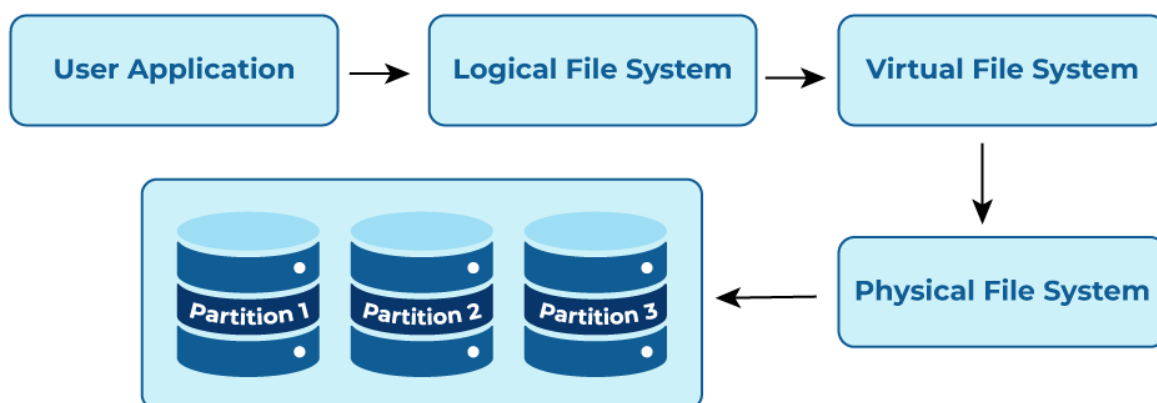 User Application
Logical File System
Virtual File System
Physical File System
Partition 1
Partition 2
Partition 3